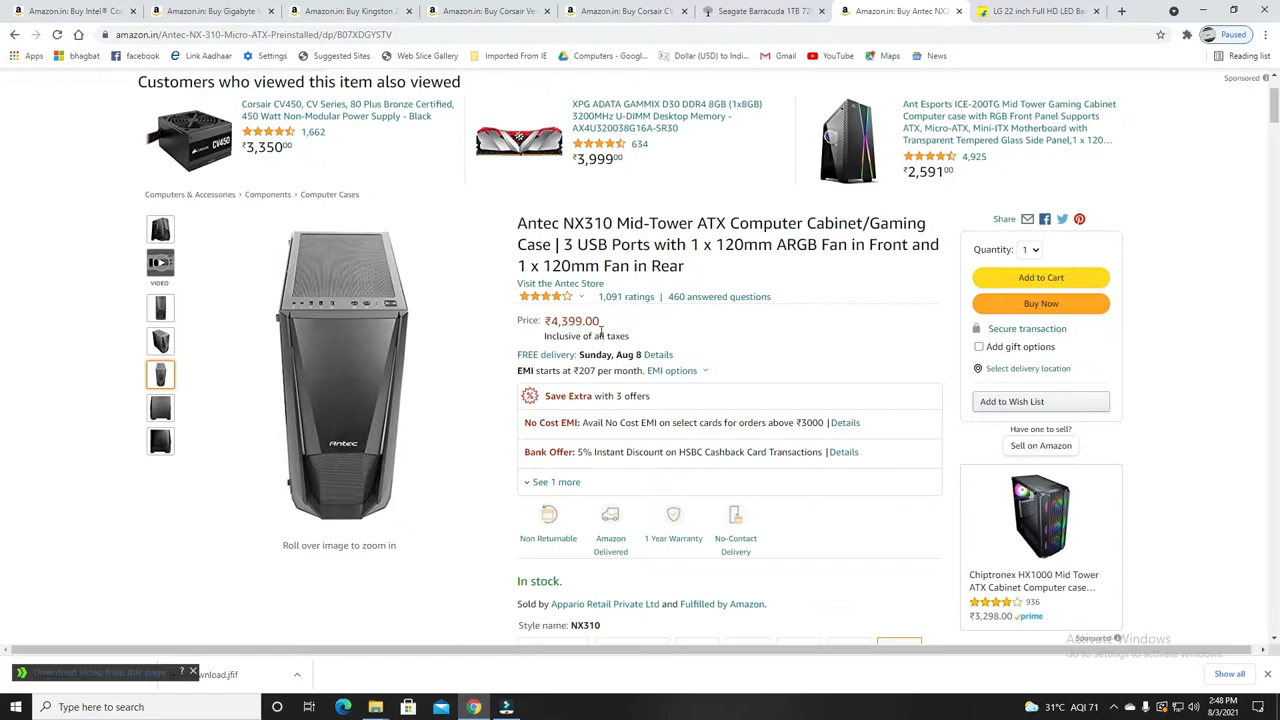 Amazon.in Buy
Amazon.in Buy Gigabyte
Amazon.in Buy Kingston Z
Amazon.in Buy Corsair Ve
Amazon.in Buy Corsair CV
Seagate Barracuda 1TB 72
Amazon.in Buy Antec NX
LG 22 inch Full HD LED Ba
amazon.in/Antec-NX-310-Micro-ATX-Preinstalled/dp/B07XDGYSTV
Paused
Apps
bhagbat
facebook
Link Aadhaar
Settings
Suggested Sites
Web Slice Gallery
Imported From IE
Computers - Googl...
Dollar (USD) to Indi...
Gmail
YouTube
Maps
News
Reading list
Customers who viewed this item also viewed
Sponsored
Corsair CV450, CV Series, 80 Plus Bronze Certified,
450 Watt Non-Modular Power Supply - Black
1,662
₹3,350⁰⁰
CV450
XPG ADATA GAMMIX D30 DDR4 8GB (1x8GB)
3200MHz U-DIMM Desktop Memory -
AX4U320038G16A-SR30
634
₹3,999⁰⁰
Ant Esports ICE-200TG Mid Tower Gaming Cabinet
Computer case with RGB Front Panel Supports
ATX, Micro-ATX, Mini-ITX Motherboard with
Transparent Tempered Glass Side Panel,1 x 120...
4,925
₹2,591⁰⁰
Computers & Accessories › Components › Computer Cases
VIDEO
Antec
Roll over image to zoom in
Antec NX310 Mid-Tower ATX Computer Cabinet/Gaming
Case | 3 USB Ports with 1 x 120mm ARGB Fan in Front and
1 x 120mm Fan in Rear
Visit the Antec Store
1,091 ratings | 460 answered questions
Price: ₹4,399.00
Inclusive of all taxes
FREE delivery: Sunday, Aug 8 Details
EMI starts at ₹207 per month. EMI options
Save Extra with 3 offers
No Cost EMI: Avail No Cost EMI on select cards for orders above ₹3000 |Details
Bank Offer: 5% Instant Discount on HSBC Cashback Card Transactions |Details
See 1 more
Non Returnable
Amazon
Delivered
1 Year Warranty
No-Contact
Delivery
In stock.
Sold by Appario Retail Private Ltd and Fulfilled by Amazon.
Style name: NX310
Share
Quantity: 1
Add to Cart
Buy Now
Secure transaction
Add gift options
Select delivery location
Add to Wish List
Have one to sell?
Sell on Amazon
Chiptronex HX1000 Mid Tower
ATX Cabinet Computer case...
936
₹3,298.00 prime
Sponsored
Activate Windows
Go to Settings to activate Windows.
Download video from this page
?
wnload.jfif
Show all
Type here to search
31°C AQI 71
2:48 PM
8/3/2021